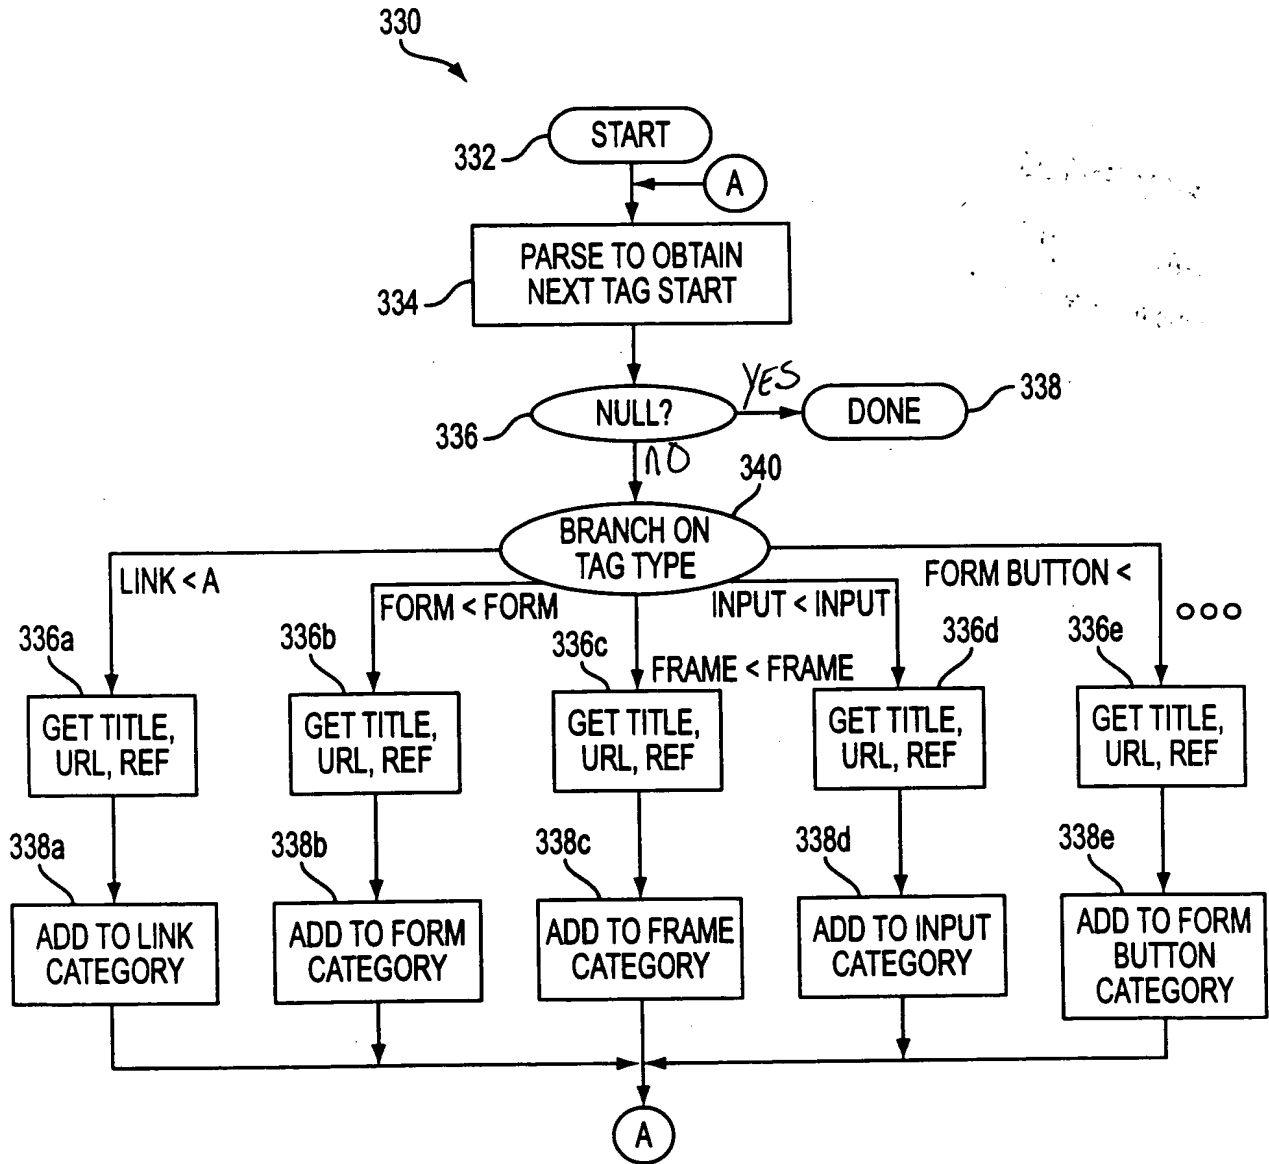 330
START
332
A
PARSE TO OBTAIN
NEXT TAG START
334
YES
NULL?
336
DONE
338
NO
340
BRANCH ON
TAG TYPE
LINK < A
FORM < FORM
INPUT < INPUT
FORM BUTTON <
FRAME < FRAME
336a
336b
336c
336d
336e
GET TITLE,
URL, REF
GET TITLE,
URL, REF
GET TITLE,
URL, REF
GET TITLE,
URL, REF
GET TITLE,
URL, REF
338a
338b
338c
338d
338e
ADD TO LINK
CATEGORY
ADD TO FORM
CATEGORY
ADD TO FRAME
CATEGORY
ADD TO INPUT
CATEGORY
ADD TO FORM
BUTTON
CATEGORY
A